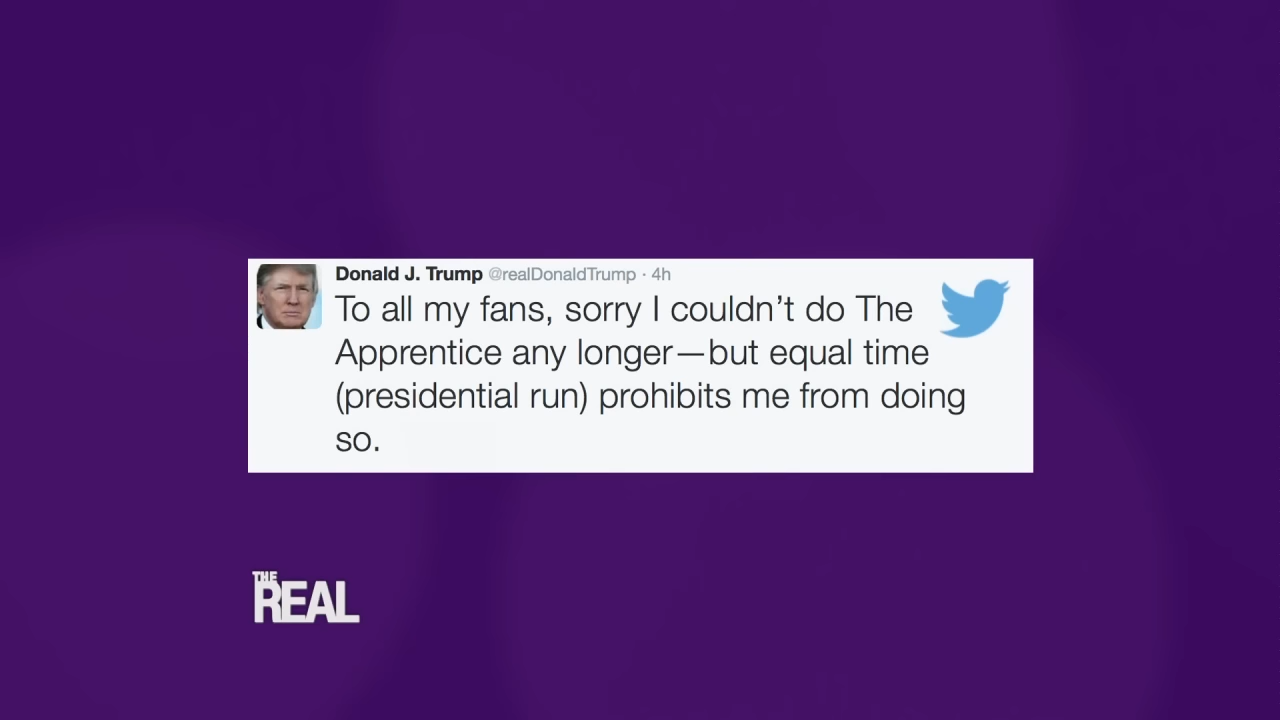 Donald J. Trump @realDonaldTrump · 4h
To all my fans, sorry I couldn’t do The
Apprentice any longer—but equal time
(presidential run) prohibits me from doing
so.
THE
REAL